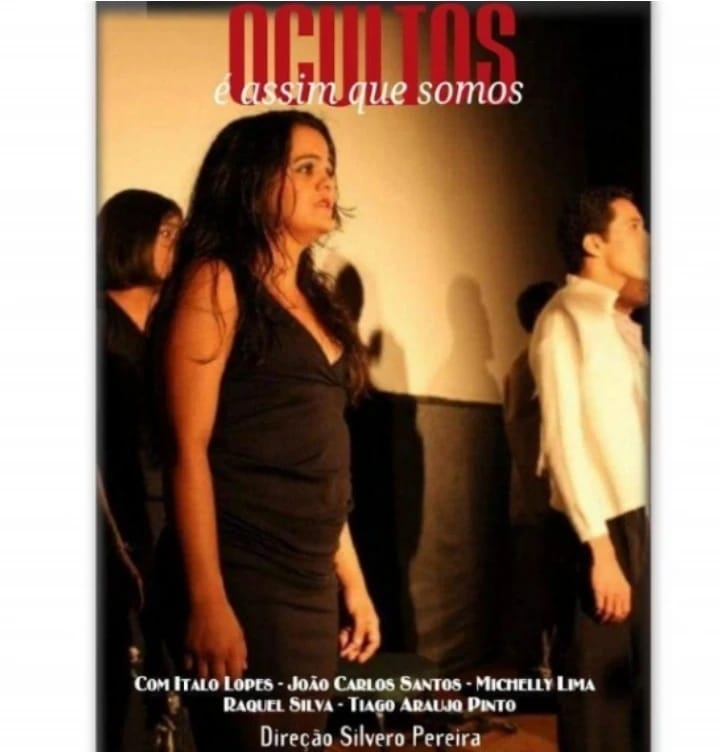 OCULTOS
é assim que somos
COM ITALO LOPES - JOÃO CARLOS SANTOS - MICHELLY LIMA
RAQUEL SILVA - TIAGO ARAUJO PINTO
Direção Silvero Pereira